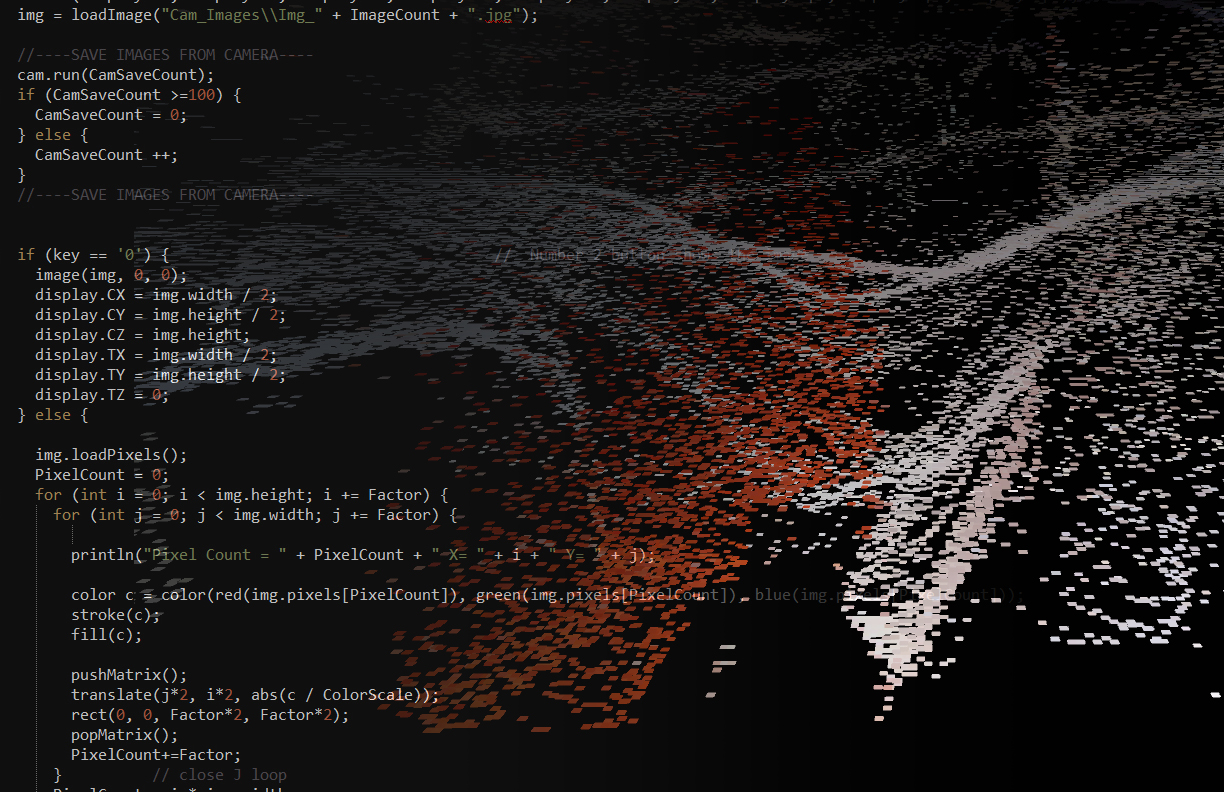 img = loadImage("Cam_Images\\Img_" + ImageCount + ".jpg");
//----SAVE IMAGES FROM CAMERA----
cam.run(CamSaveCount);
if (CamSaveCount >=100) {
CamSaveCount = 0;
} else {
CamSaveCount ++;
}
//----SAVE IMAGES FROM CAMERA----
if (key == '0') { // Number 2 button shows the
image(img, 0, 0);
display.CX = img.width / 2;
display.CY = img.height / 2;
display.CZ = img.height;
display.TX = img.width / 2;
display.TY = img.height / 2;
display.TZ = 0;
} else {
img.loadPixels();
PixelCount = 0;
for (int i = 0; i < img.height; i += Factor) {
for (int j = 0; j < img.width; j += Factor) {
println("Pixel Count = " + PixelCount + " X= " + i + " Y= " + j);
color c = color(red(img.pixels[PixelCount]), green(img.pixels[PixelCount]), blue(img.pixels[PixelCount]));
stroke(c);
fill(c);
pushMatrix();
translate(j*2, i*2, abs(c / ColorScale));
rect(0, 0, Factor*2, Factor*2);
popMatrix();
PixelCount+=Factor;
} // close J loop